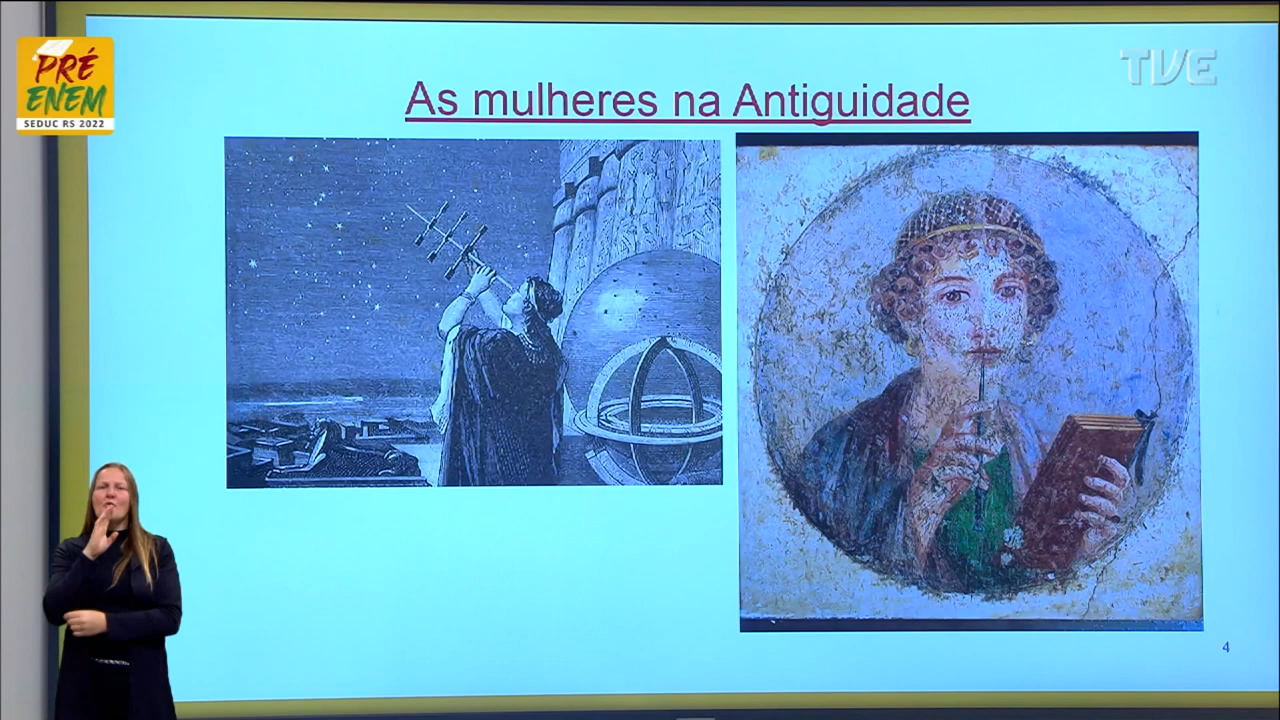 PRÉ
ENEM
SEDUC RS 2022
TVE
As mulheres na Antiguidade
4